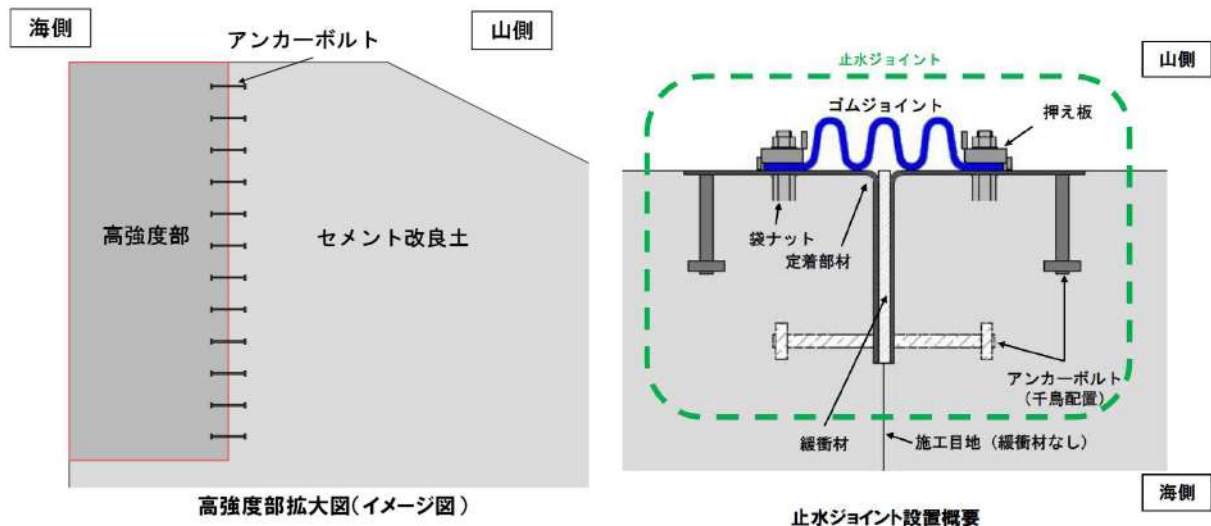 海側
山側
アンカーボルト
高強度部
セメント改良土
高強度部拡大図(イメージ図)
止水ジョイント
山側
ゴムジョイント
押え板
袋ナット
定着部材
アンカーボルト
(千鳥配置)
緩衝材
施工目地(緩衝材なし)
海側
止水ジョイント設置概要